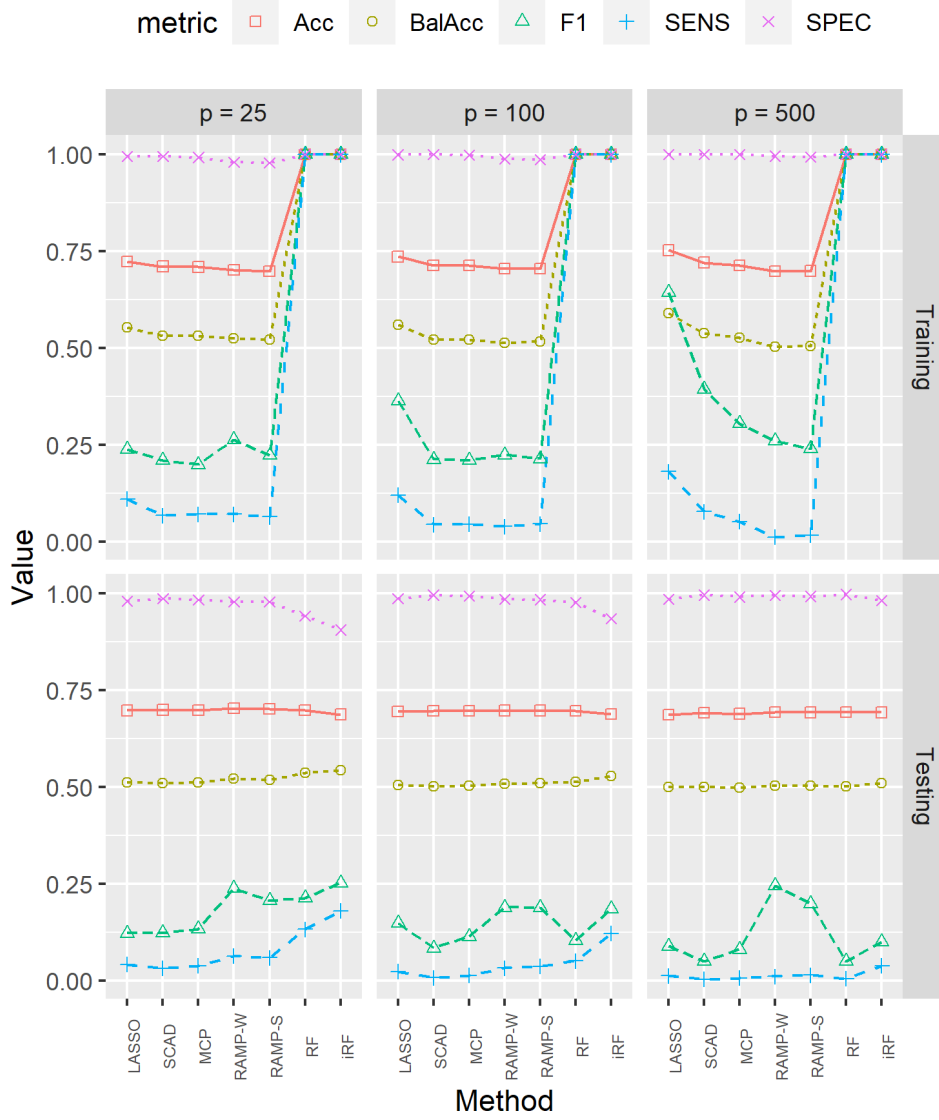 metric Acc BalAcc F1 SENS SPEC
p = 25 p = 100 p = 500
1.00
0.75
0.50
0.25
0.00
Training
Value
1.00
0.75
0.50
0.25
0.00
Testing
LASSO SCAD MCP RAMP-W RAMP-S RF iRF LASSO SCAD MCP RAMP-W RAMP-S RF iRF LASSO SCAD MCP RAMP-W RAMP-S RF iRF
Method